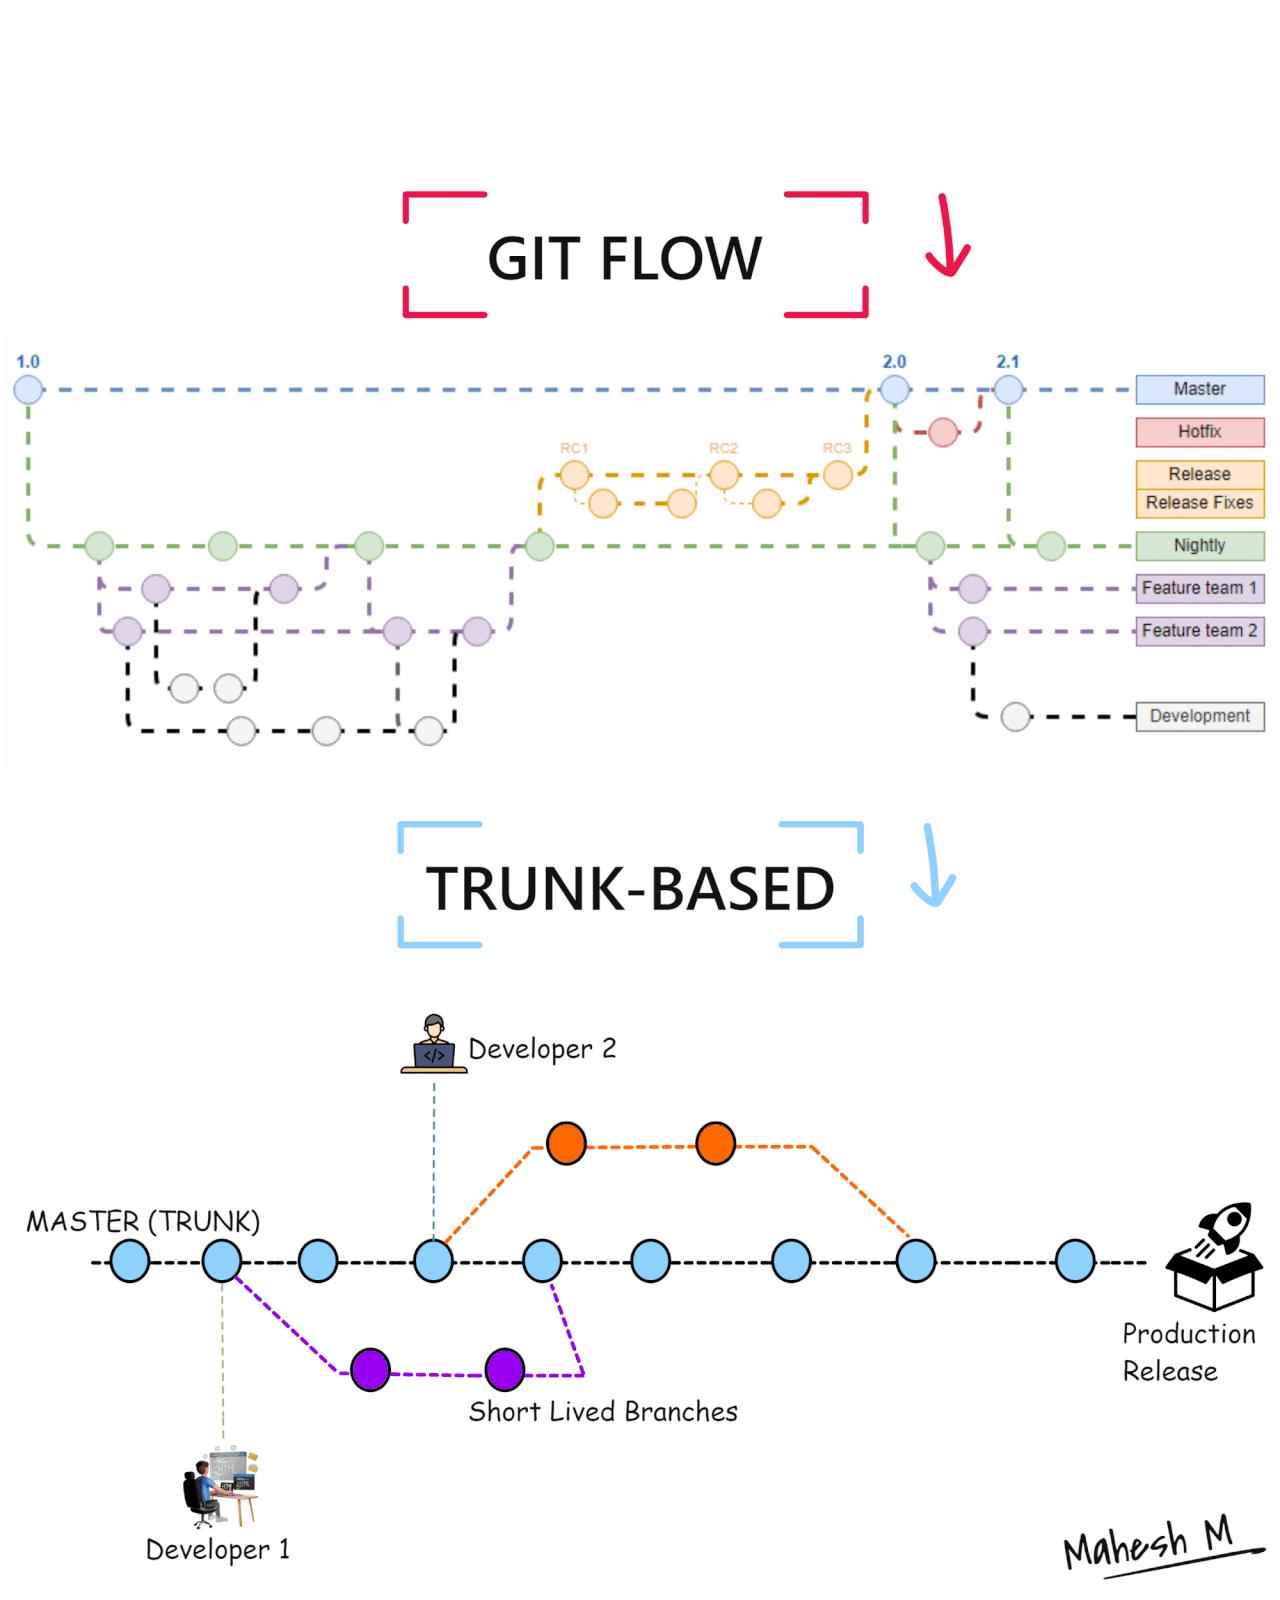 GIT FLOW
1.0
2.0
2.1
Master
Hotfix
RC1
RC2
RC3
Release
Release Fixes
Nightly
Feature team 1
Feature team 2
Development
TRUNK-BASED
</>
Developer 2
MASTER (TRUNK)
Production
Release
Short Lived Branches
Developer 1
Mahesh M